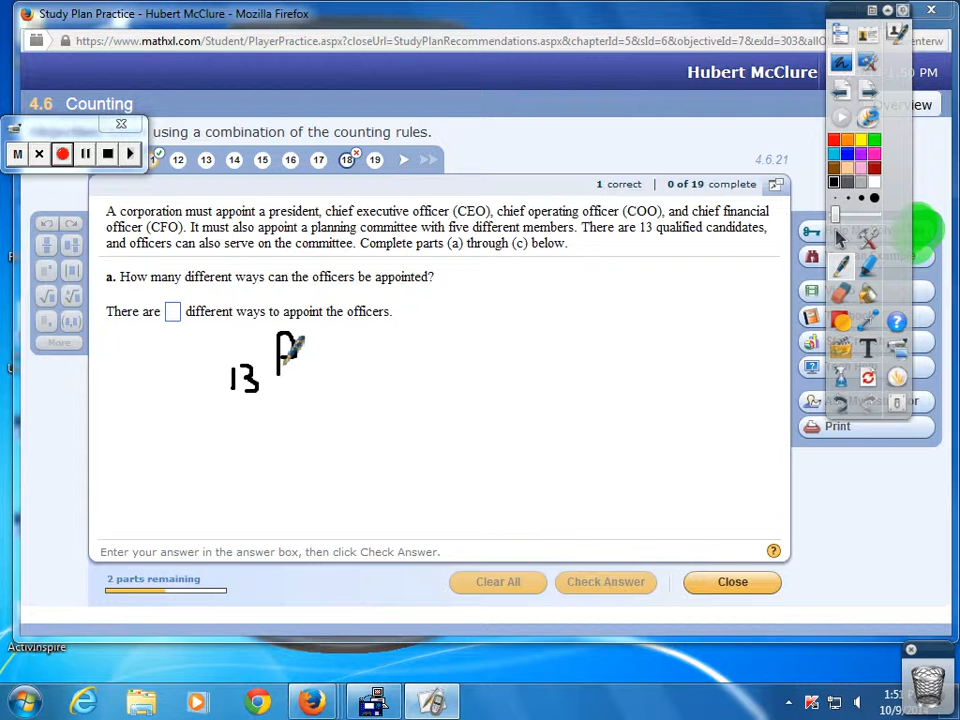 Study Plan Practice - Hubert McClure - Mozilla Firefox
https://www.mathxl.com/Student/PlayerPractice.aspx?closeUrl=StudyPlanRecommendations.aspx&chapterId=5&sId=6&objectiveId=7&exId=303&all
Hubert McClure
1:50 PM
4.6 Counting
Overview
using a combination of the counting rules.
M
1 12 13 14 15 16 17 18 19
1 correct | 0 of 19 complete
A corporation must appoint a president, chief executive officer (CEO), chief operating officer (COO), and chief financial
officer (CFO). It must also appoint a planning committee with five different members. There are 13 qualified candidates,
and officers can also serve on the committee. Complete parts (a) through (c) below.
a. How many different ways can the officers be appointed?
There are different ways to appoint the officers.
13 P
More
Print
Enter your answer in the answer box, then click Check Answer.
2 parts remaining
Clear All
Check Answer
Close
ActivInspire
10/9/